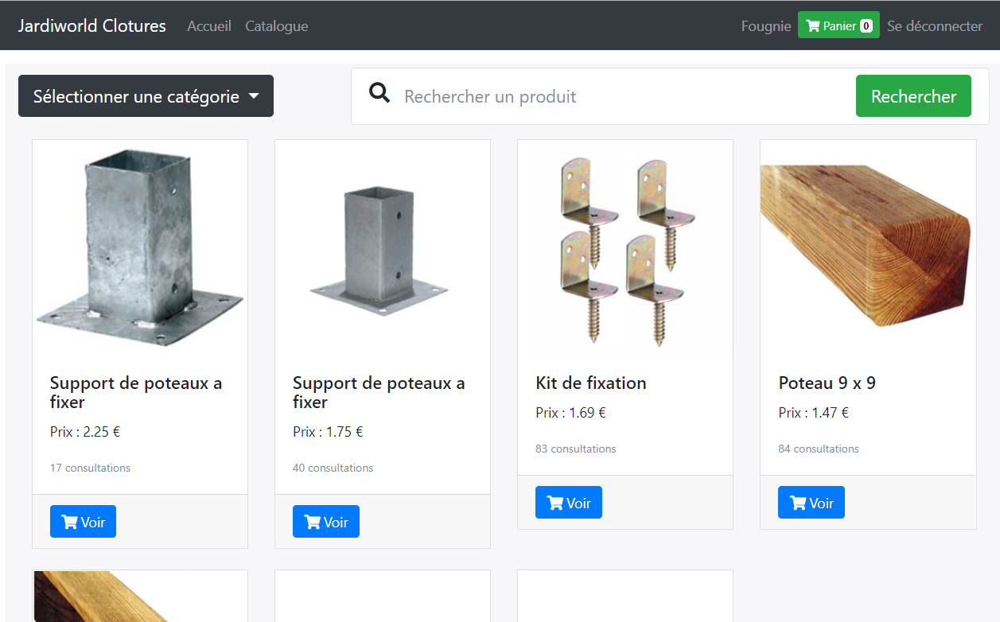 Jardiworld Clotures Accueil Catalogue Fougnie Panier 0 Se déconnecter
Sélectionner une catégorie Rechercher un produit Rechercher
Support de poteaux a
fixer
Prix : 2.25 €
17 consultations
Voir
Support de poteaux a
fixer
Prix : 1.75 €
40 consultations
Voir
Kit de fixation
Prix : 1.69 €
83 consultations
Voir
Poteau 9 x 9
Prix : 1.47 €
84 consultations
Voir